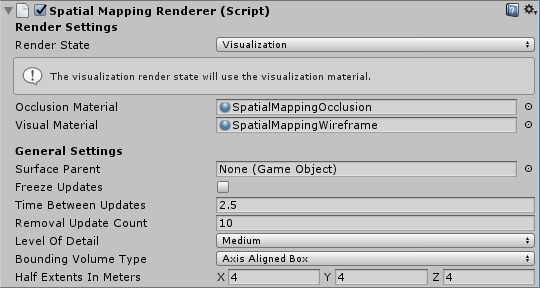 Spatial Mapping Renderer (Script)
Render Settings
Render State Visualization
The visualization render state will use the visualization material.
Occlusion Material SpatialMappingOcclusion
Visual Material SpatialMappingWireframe
General Settings
Surface Parent None (Game Object)
Freeze Updates
Time Between Updates 2.5
Removal Update Count 10
Level Of Detail Medium
Bounding Volume Type Axis Aligned Box
Half Extents In Meters X 4 Y 4 Z 4